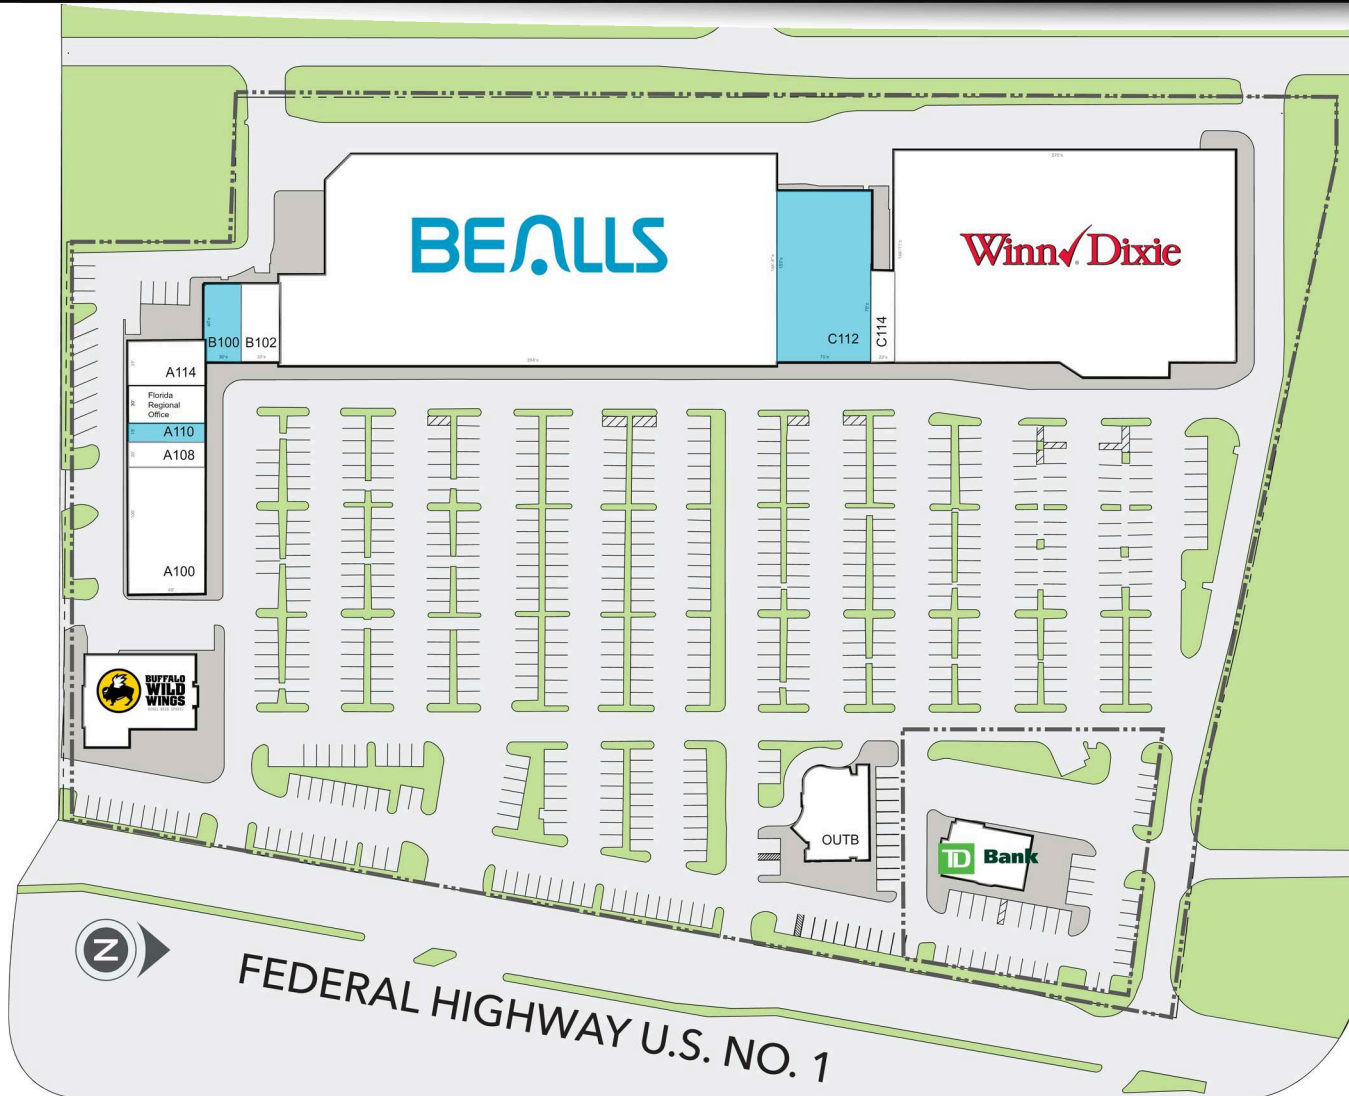 BEALLS
Winn Dixie
C112
C114
B100
B102
A114
Florida
Regional
Office
A110
A108
A100
BUFFALO
WILD
WINGS
OUTB
TD Bank
N
FEDERAL HIGHWAY U.S. NO. 1